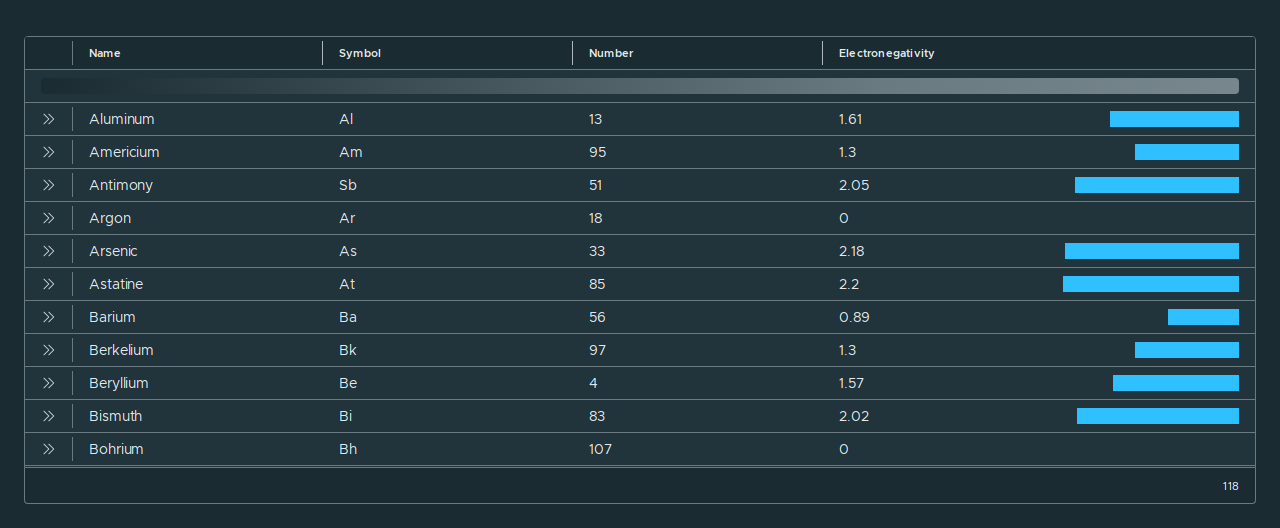 Name Symbol Number Electronegativity
Aluminum Al 13 1.61
Americium Am 95 1.3
Antimony Sb 51 2.05
Argon Ar 18 0
Arsenic As 33 2.18
Astatine At 85 2.2
Barium Ba 56 0.89
Berkelium Bk 97 1.3
Beryllium Be 4 1.57
Bismuth Bi 83 2.02
Bohrium Bh 107 0
118